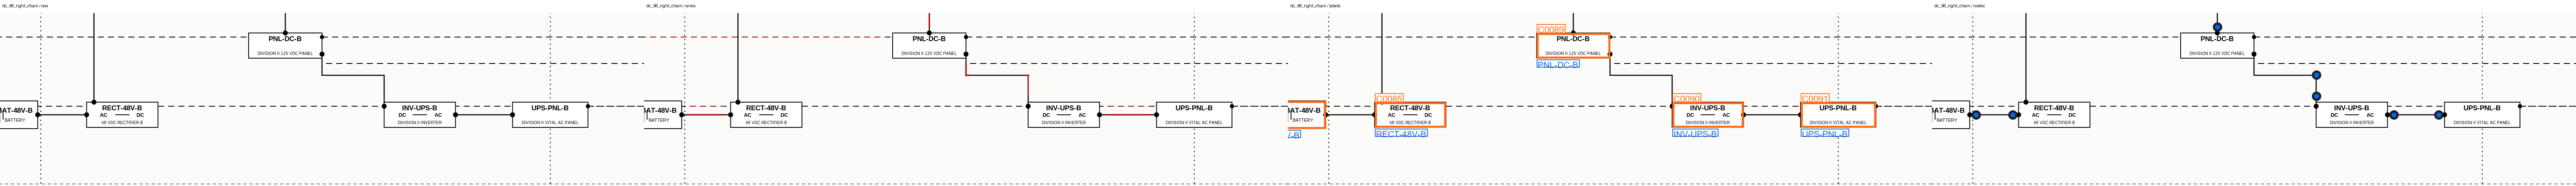 dc_48_right_chain / raw
dc_48_right_chain / wires
dc_48_right_chain / labels
dc_48_right_chain / nodes
PNL-DC-B
DIVISION II 125 VDC PANEL
AT-48V-B
BATTERY
RECT-48V-B
AC DC
48 VDC RECTIFIER B
INV-UPS-B
DC AC
DIVISION II INVERTER
UPS-PNL-B
DIVISION II VITAL AC PANEL
PNL-DC-B
DIVISION II 125 VDC PANEL
AT-48V-B
BATTERY
RECT-48V-B
AC DC
48 VDC RECTIFIER B
INV-UPS-B
DC AC
DIVISION II INVERTER
UPS-PNL-B
DIVISION II VITAL AC PANEL
C0089
PNL-DC-B
DIVISION II 125 VDC PANEL
PNL-DC-B
AT-48V-B
BATTERY
-B
C0085
RECT-48V-B
AC DC
48 VDC RECTIFIER B
RECT-48V-B
C0090
INV-UPS-B
DC AC
DIVISION II INVERTER
INV-UPS-B
C0091
UPS-PNL-B
DIVISION II VITAL AC PANEL
UPS-PNL-B
PNL-DC-B
DIVISION II 125 VDC PANEL
AT-48V-B
BATTERY
RECT-48V-B
AC DC
48 VDC RECTIFIER B
INV-UPS-B
DC AC
DIVISION II INVERTER
UPS-PNL-B
DIVISION II VITAL AC PANEL